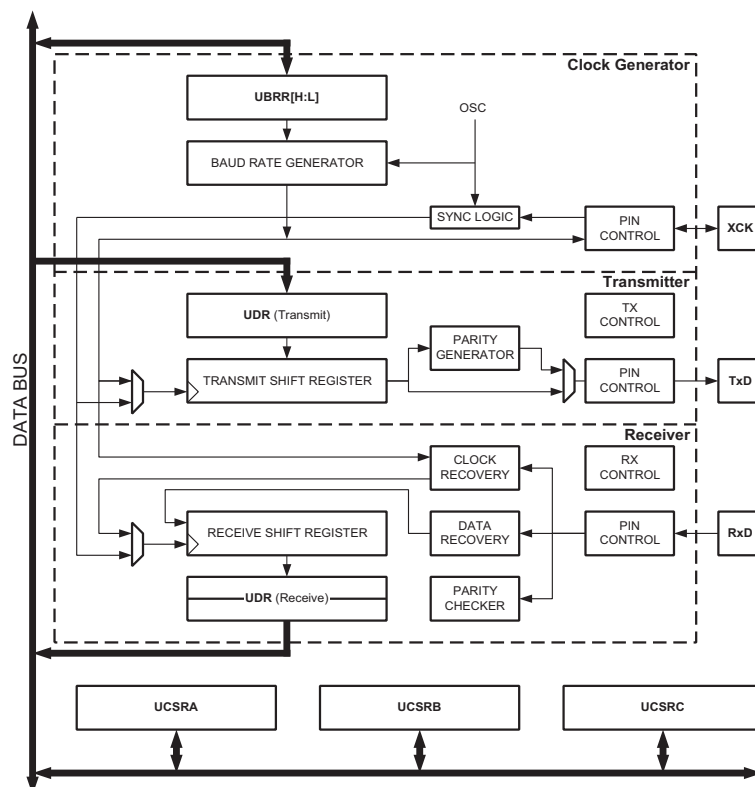 Clock Generator
UBRR[H:L]
OSC
BAUD RATE GENERATOR
SYNC LOGIC
PIN
CONTROL
XCK
DATA BUS
Transmitter
UDR (Transmit)
TX
CONTROL
PARITY
GENERATOR
TRANSMIT SHIFT REGISTER
PIN
CONTROL
TxD
Receiver
CLOCK
RECOVERY
RX
CONTROL
RECEIVE SHIFT REGISTER
DATA
RECOVERY
PIN
CONTROL
RxD
UDR (Receive)
PARITY
CHECKER
UCSRA
UCSRB
UCSRC